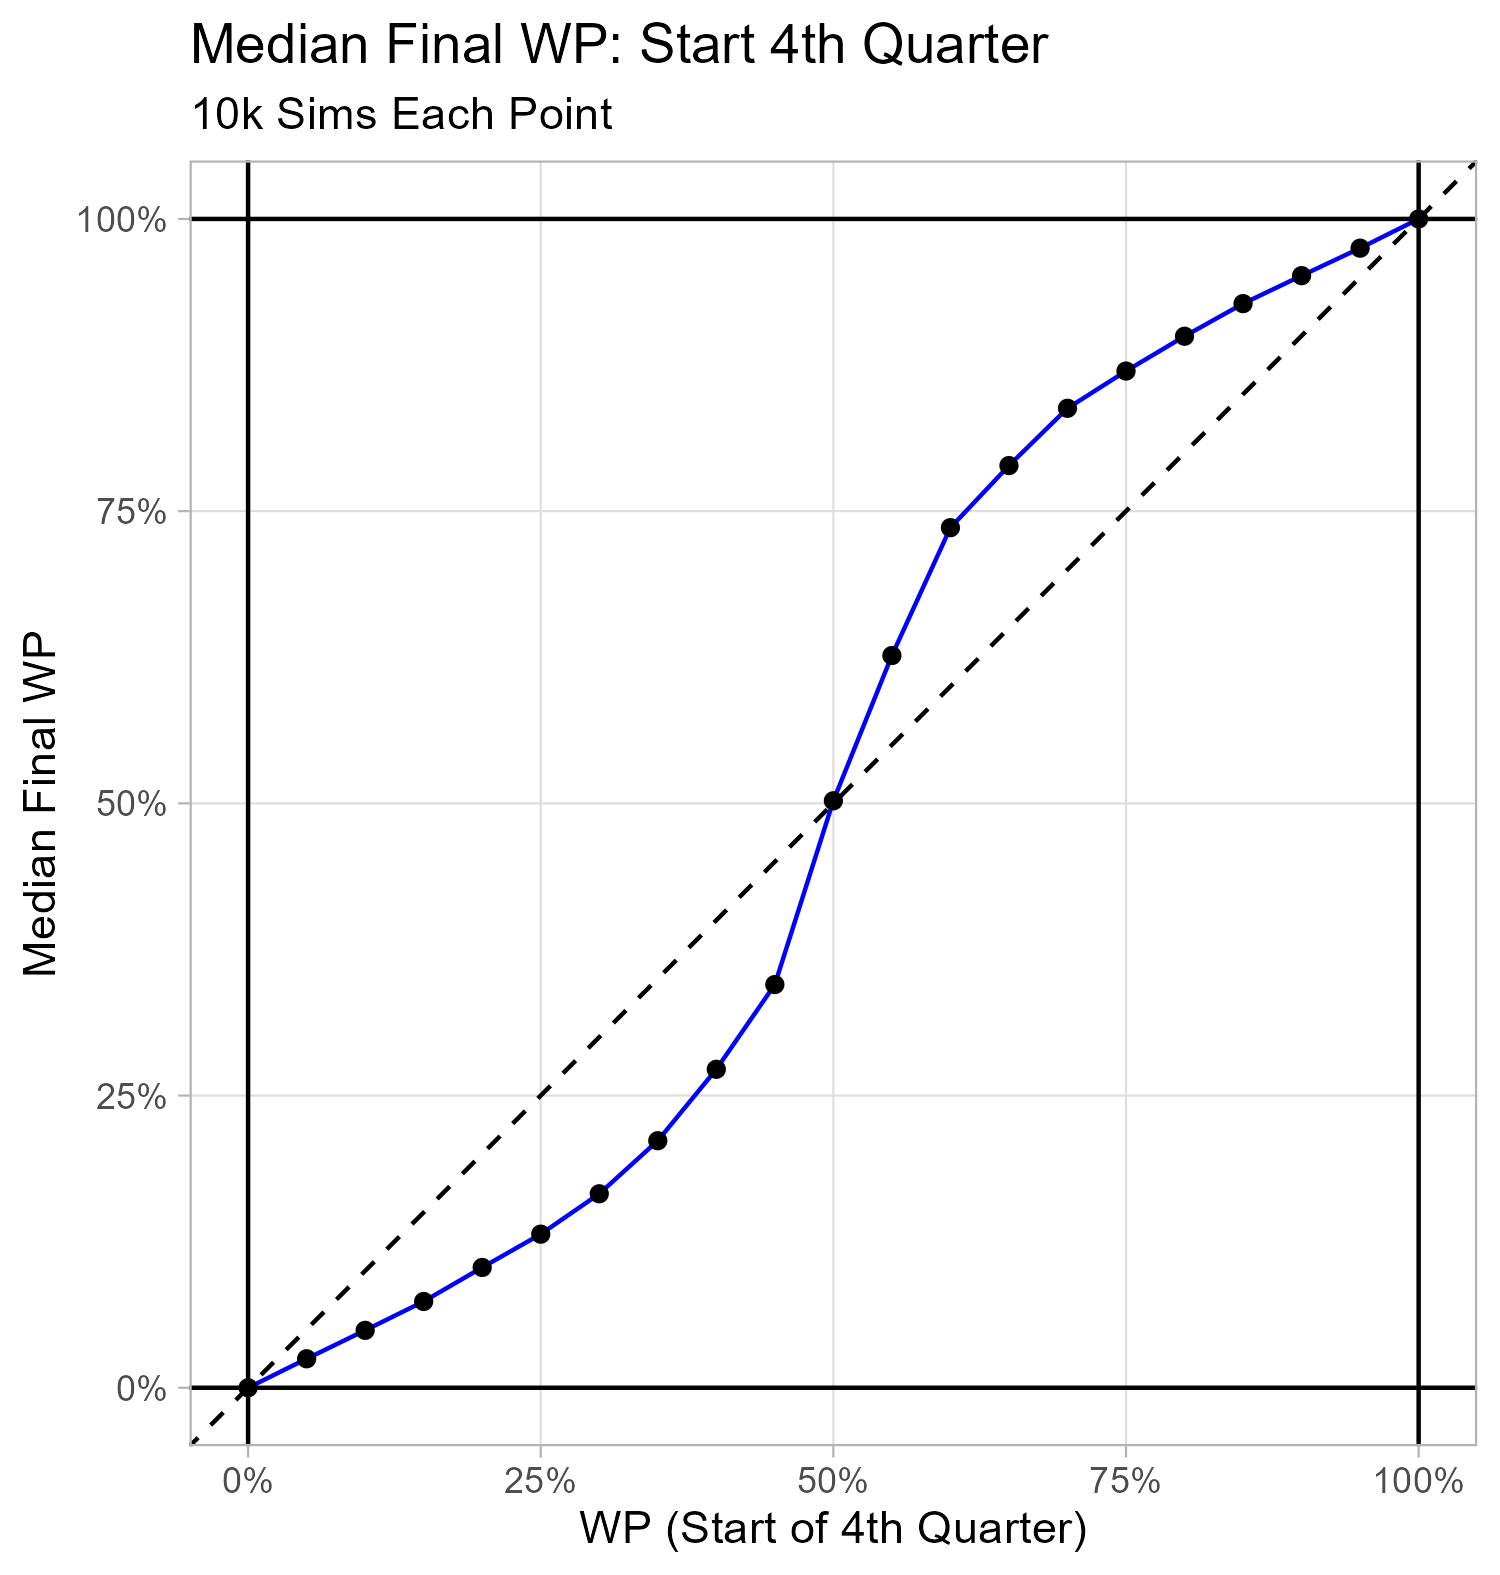 Median Final WP: Start 4th Quarter
10k Sims Each Point
Median Final WP
100%
75%
50%
25%
0%
0% 25% 50% 75% 100%
WP (Start of 4th Quarter)